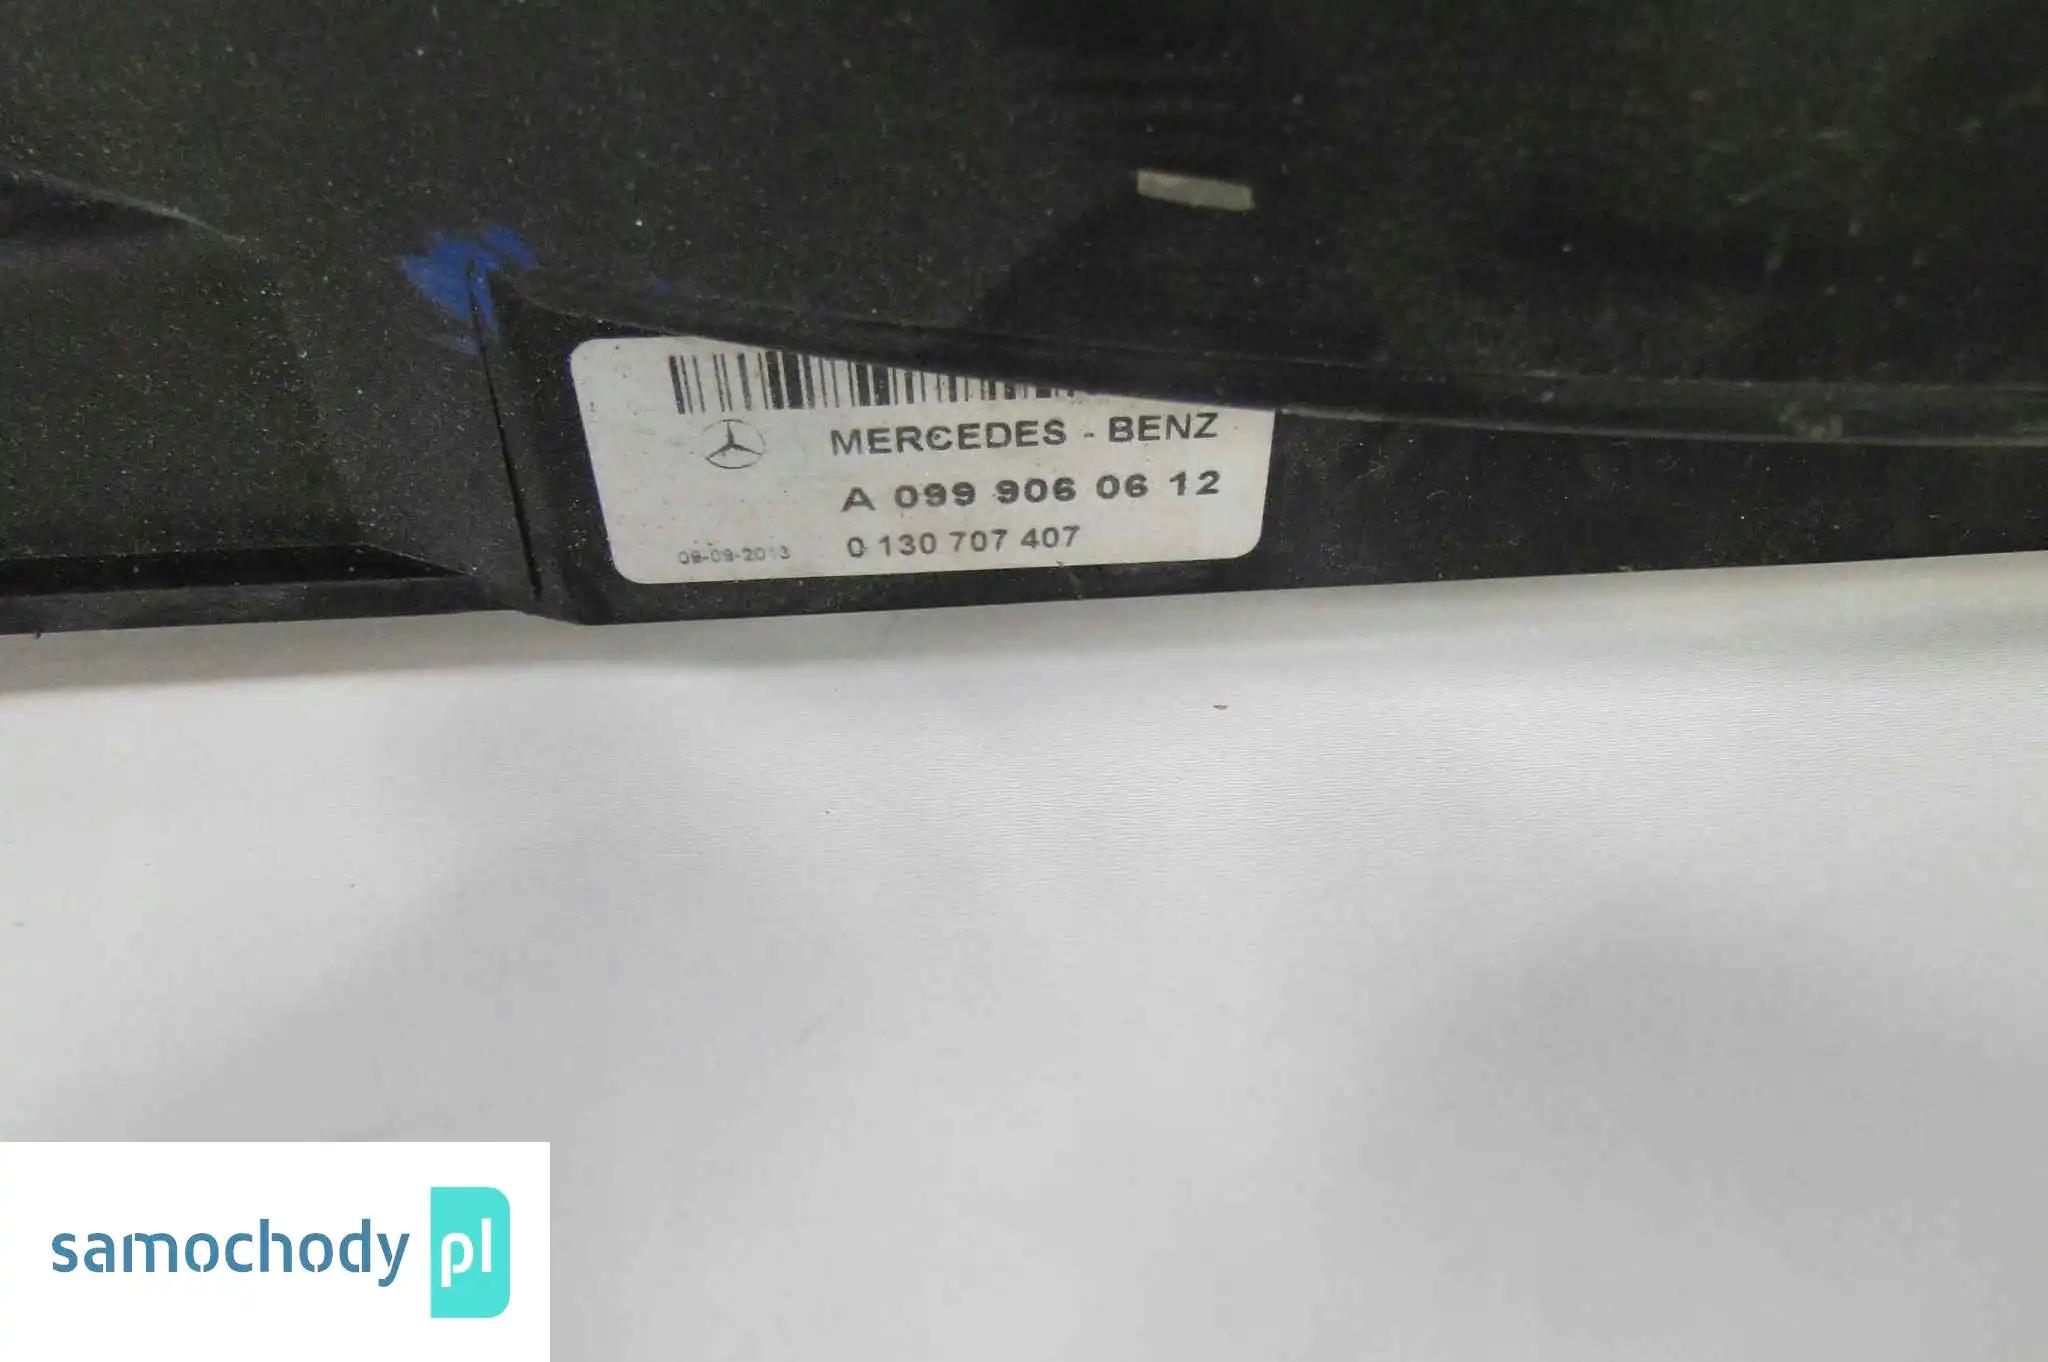 MERCEDES - BENZ
A 099 906 06 12
0 130 707 407
09-09-2013
samochody pl